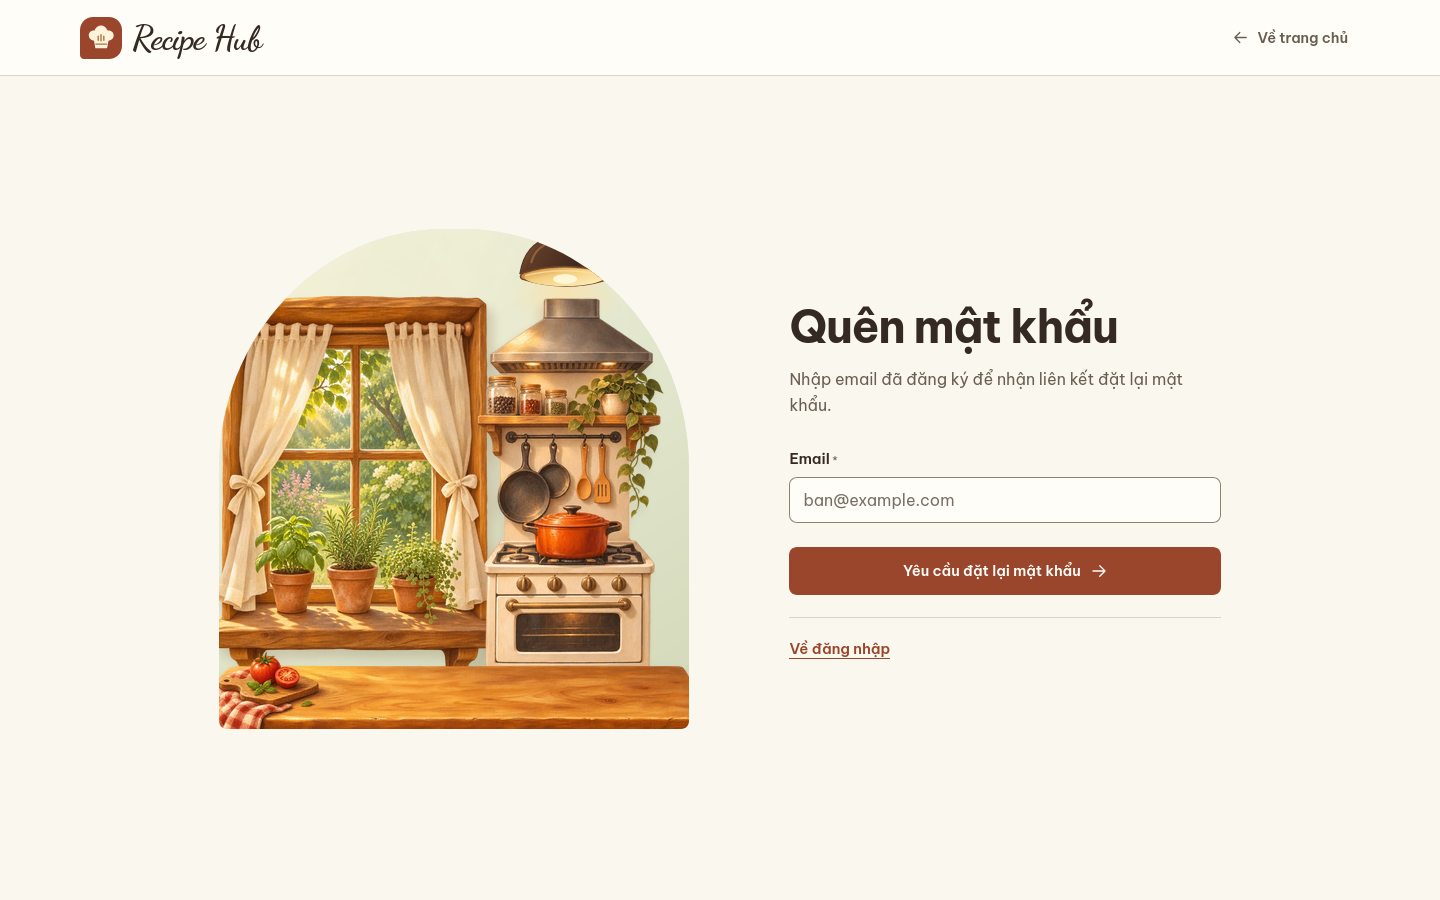 Recipe Hub
Về trang chủ
Quên mật khẩu
Nhập email đã đăng ký để nhận liên kết đặt lại mật
khẩu.
Email *
ban@example.com
Yêu cầu đặt lại mật khẩu
Về đăng nhập